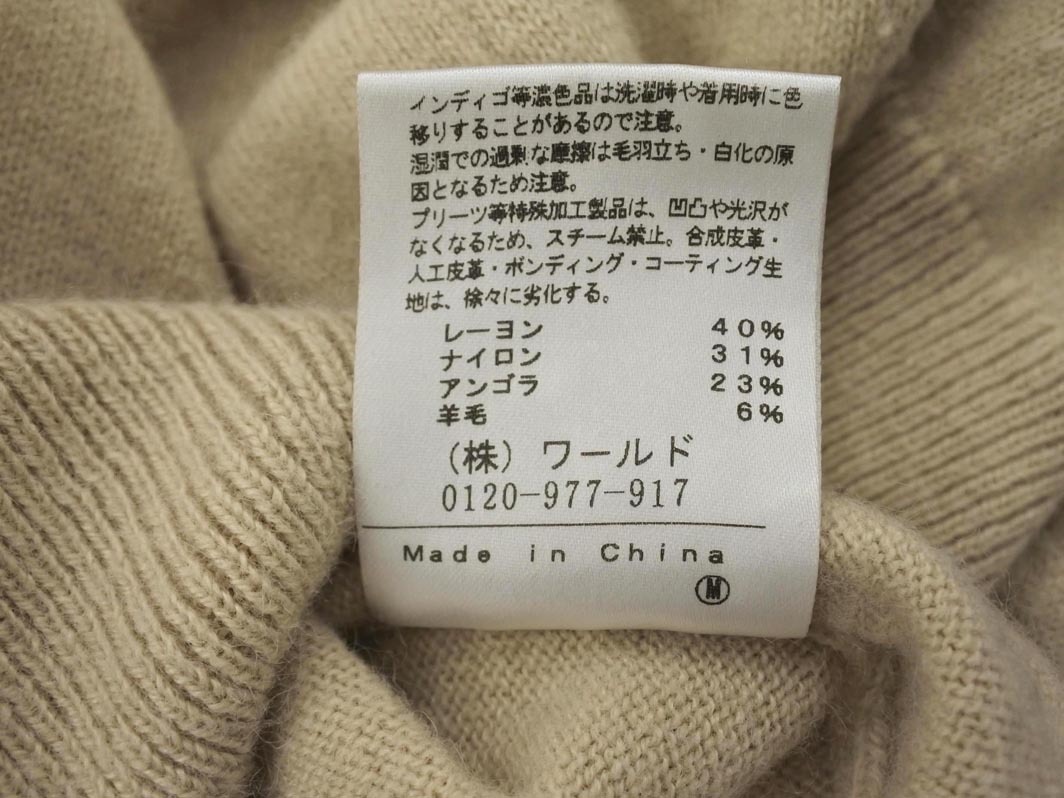 インディゴ等濃色品は洗濯時や着用時に色
移りすることがあるので注意。
湿潤での過剰な摩擦は毛羽立ち・白化の原
因となるため注意。
プリーツ等特殊加工製品は、凹凸や光沢が
なくなるため、スチーム禁止。合成皮革・
人工皮革・ボンディング・コーティング生
地は、徐々に劣化する。
レーヨン 40%
ナイロン 31%
アンゴラ 23%
羊毛 6%
(株) ワールド
0120-977-917
Made in China
Ⓜ